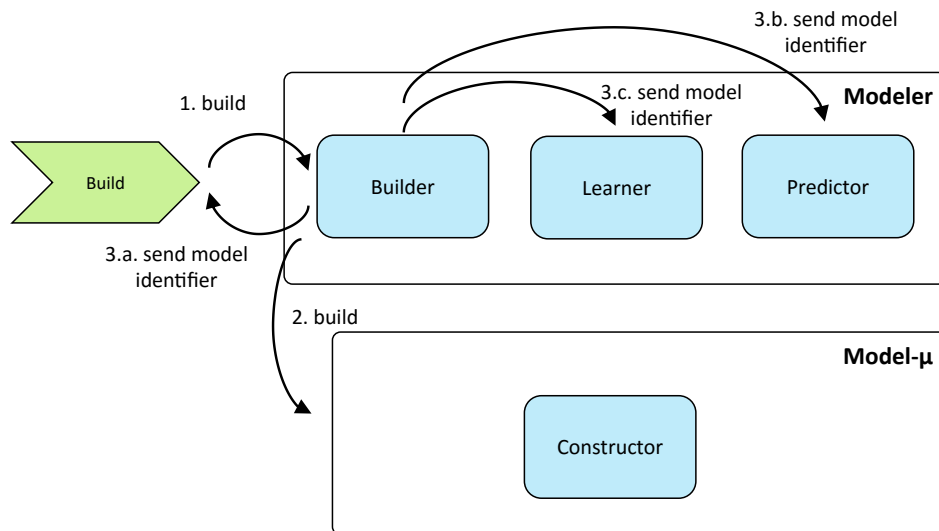 3.b. send model
identifier
1. build
3.c. send model
identifier
Modeler
Build
Builder
Learner
Predictor
3.a. send model
identifier
2. build
Model-μ
Constructor